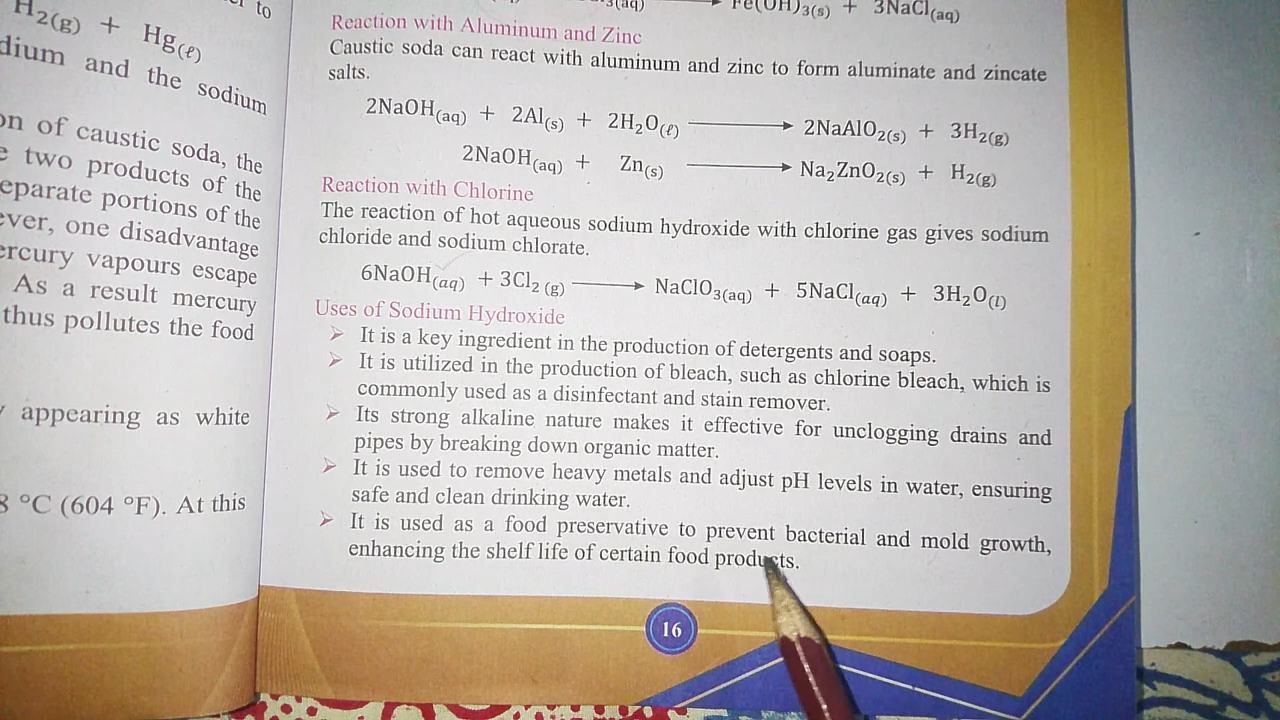 to
H2(g) + Hg(ℓ)
dium and the sodium
on of caustic soda, the
two products of the
eparate portions of the
ever, one disadvantage
ercury vapours escape
As a result mercury
thus pollutes the food
appearing as white
8 °C (604 °F). At this
Fe(OH)3(s) + 3NaCl(aq)
Reaction with Aluminum and Zinc
Caustic soda can react with aluminum and zinc to form aluminate and zincate
salts.
2NaOH(aq) + 2Al(s) + 2H2O(ℓ) ⟶ 2NaAlO2(s) + 3H2(g)
2NaOH(aq) + Zn(s) ⟶ Na2ZnO2(s) + H2(g)
Reaction with Chlorine
The reaction of hot aqueous sodium hydroxide with chlorine gas gives sodium
chloride and sodium chlorate.
6NaOH(aq) + 3Cl2 (g) ⟶ NaClO3(aq) + 5NaCl(aq) + 3H2O(l)
Uses of Sodium Hydroxide
➢ It is a key ingredient in the production of detergents and soaps.
➢ It is utilized in the production of bleach, such as chlorine bleach, which is
commonly used as a disinfectant and stain remover.
➢ Its strong alkaline nature makes it effective for unclogging drains and
pipes by breaking down organic matter.
➢ It is used to remove heavy metals and adjust pH levels in water, ensuring
safe and clean drinking water.
➢ It is used as a food preservative to prevent bacterial and mold growth,
enhancing the shelf life of certain food products.
16